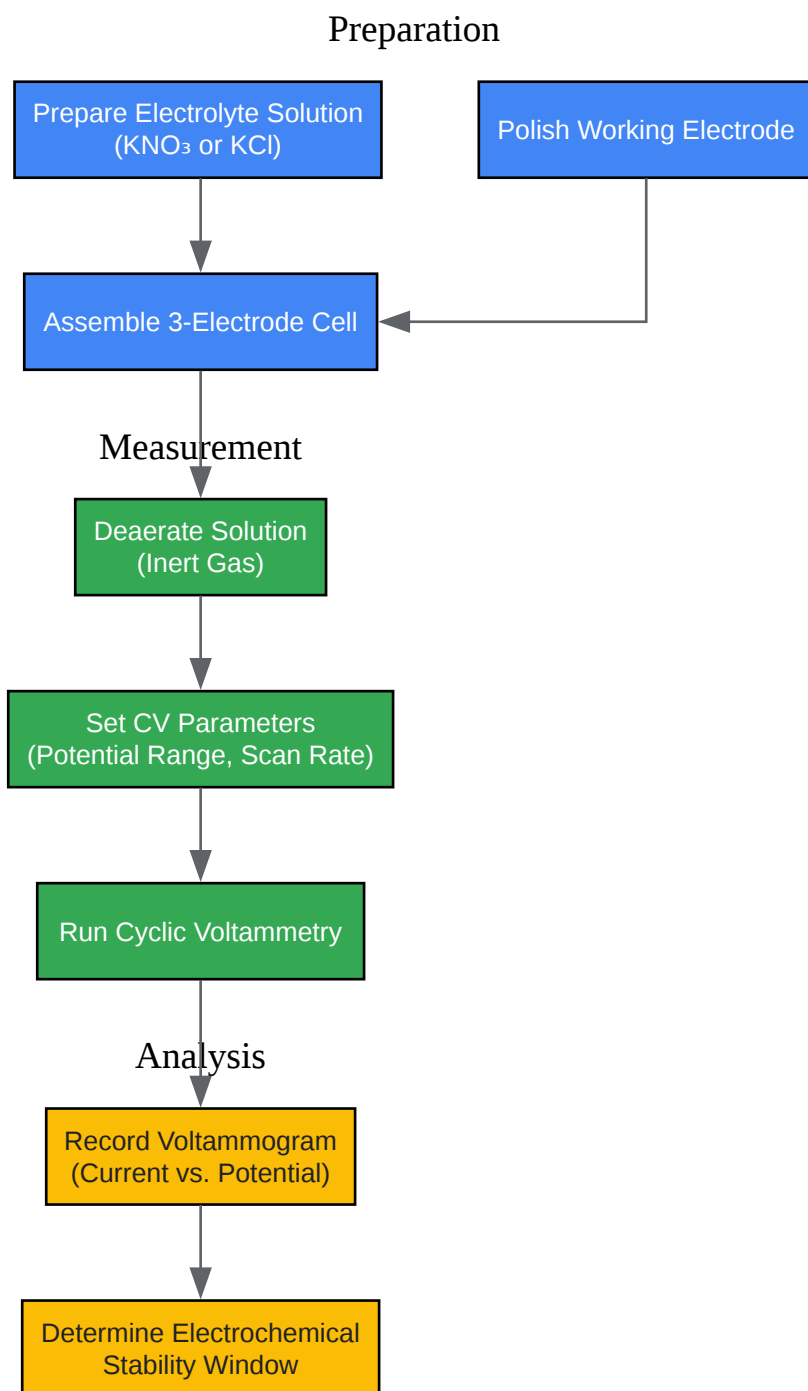 Preparation
Prepare Electrolyte Solution
(KNO₃ or KCl)
Polish Working Electrode
Assemble 3-Electrode Cell
Measurement
Deaerate Solution
(Inert Gas)
Set CV Parameters
(Potential Range, Scan Rate)
Run Cyclic Voltammetry
Analysis
Record Voltammogram
(Current vs. Potential)
Determine Electrochemical
Stability Window